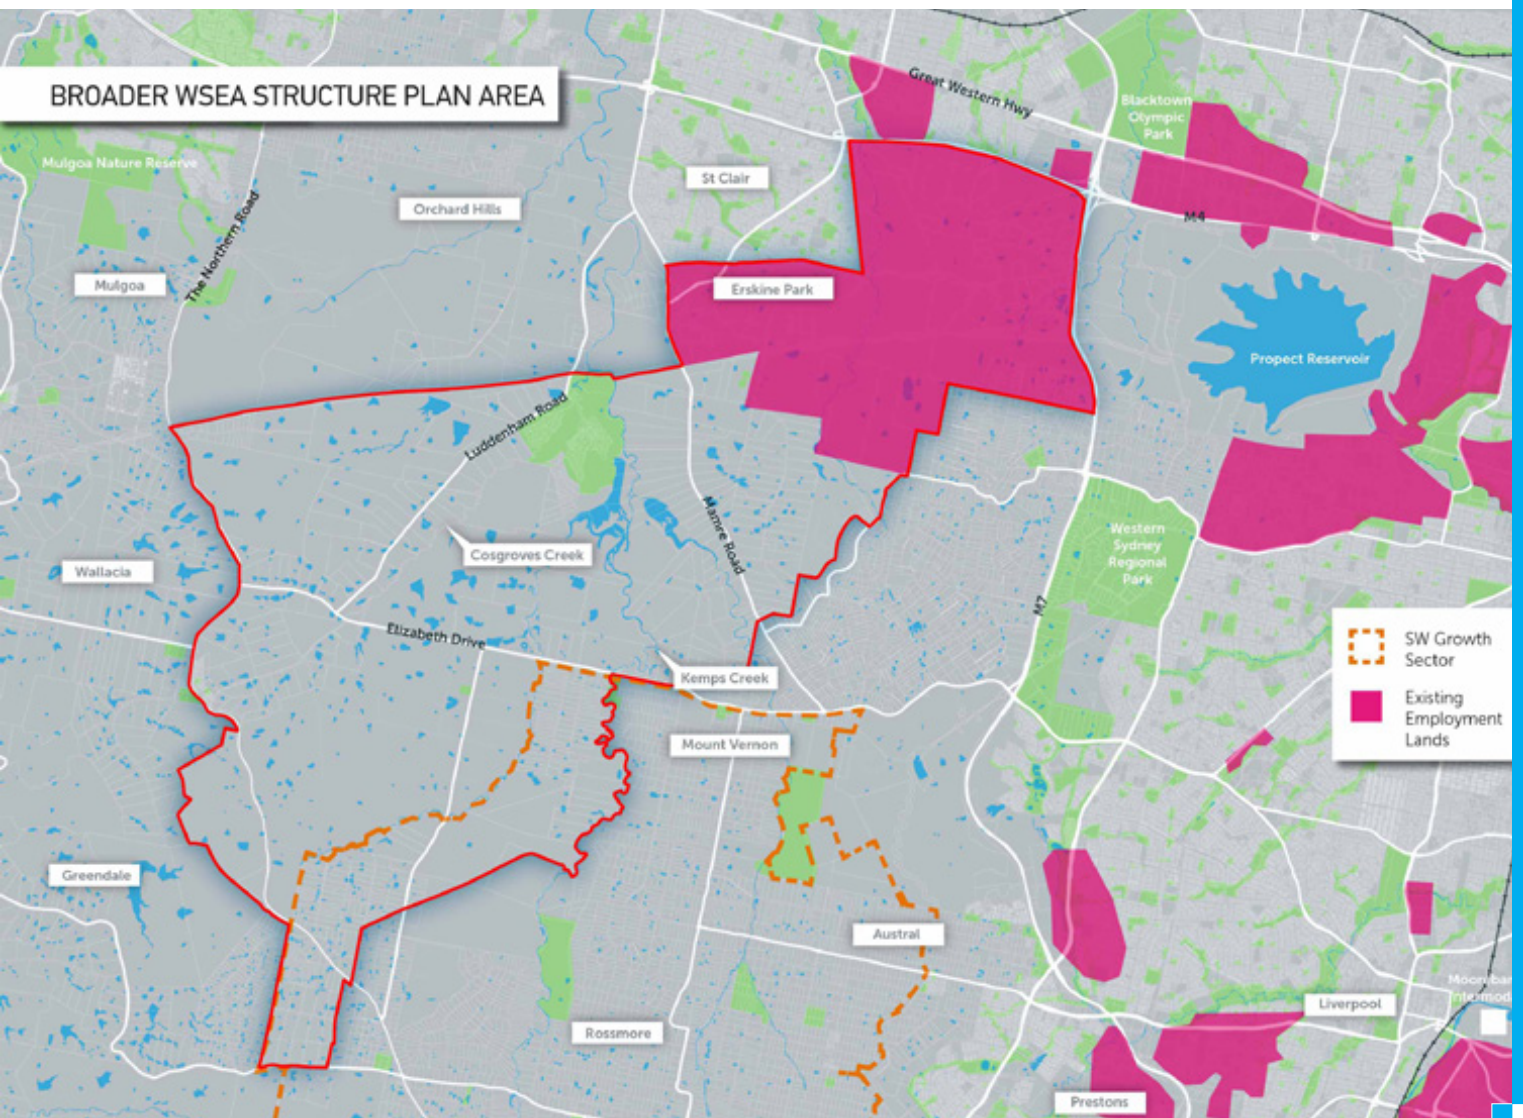 BROADER WSEA STRUCTURE PLAN AREA
Great Western Hwy
Blacktown
Olympic
Park
Mulgoa Nature Reserve
St Clair
Orchard Hills
M4
The Northern Road
Mulgoa
Erskine Park
Propect Reservoir
Luddenham Road
Mamre Road
Cosgroves Creek
Western
Sydney
Regional
Park
Wallacia
M7
Elizabeth Drive
SW Growth
Sector
Kemps Creek
Existing
Employment
Lands
Mount Vernon
Greendale
Austral
Liverpool
Rossmore
Prestons